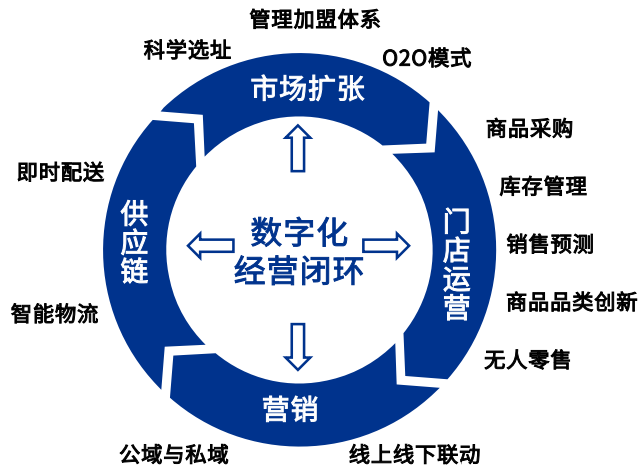 管理加盟体系
科学选址
O2O模式
市场扩张
商品采购
即时配送
库存管理
供应链
门店运营
数字化
经营闭环
销售预测
智能物流
商品品类创新
无人零售
营销
公域与私域
线上线下联动